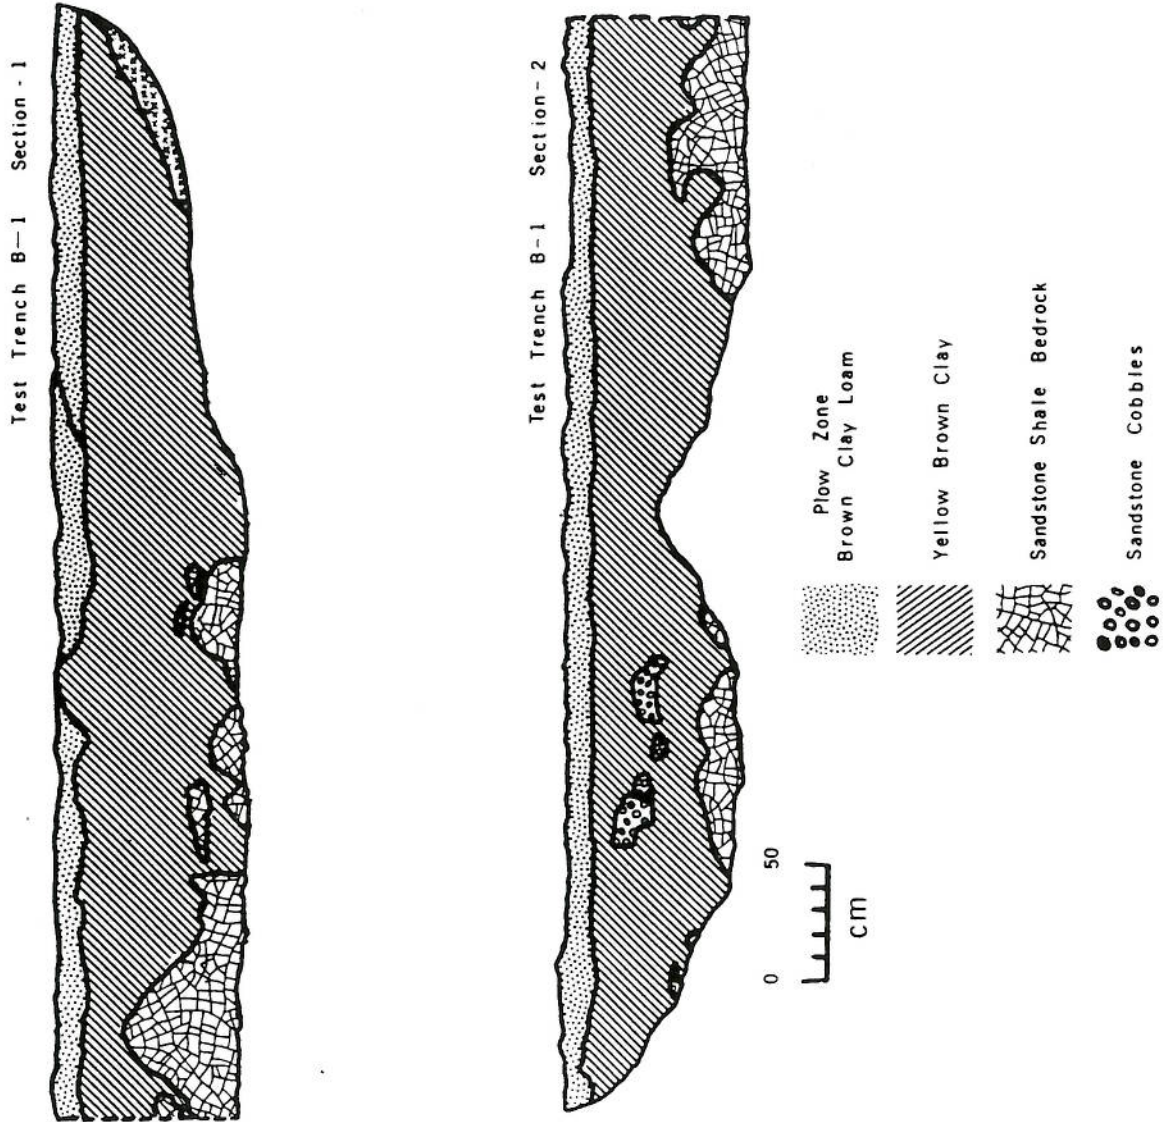 Test Trench B—1 Section - 1
Test Trench B-1 Section - 2
Plow Zone
Brown Clay Loam
Yellow Brown Clay
Sandstone Shale Bedrock
Sandstone Cobbles
0 50
cm